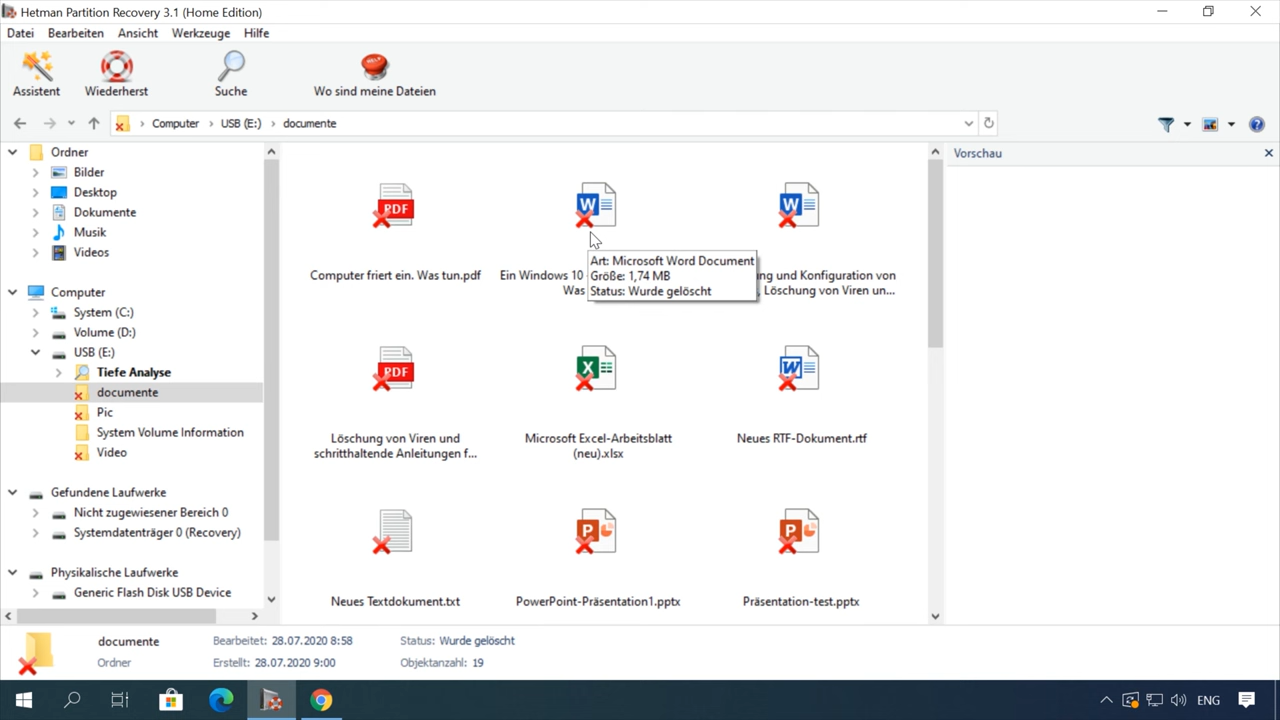 Hetman Partition Recovery 3.1 (Home Edition)
Datei Bearbeiten Ansicht Werkzeuge Hilfe
Assistent Wiederherst Suche Wo sind meine Dateien
Computer USB (E:) documente
Ordner
Bilder
Desktop
Dokumente
Musik
Videos
Computer
System (C:)
Volume (D:)
USB (E:)
Tiefe Analyse
documente
Pic
System Volume Information
Video
Gefundene Laufwerke
Nicht zugewiesener Bereich 0
Systemdatenträger 0 (Recovery)
Physikalische Laufwerke
Generic Flash Disk USB Device
PDF
Computer friert ein. Was tun.pdf
W
Ein Windows 10
Was
Art: Microsoft Word Document
Größe: 1,74 MB
Status: Wurde gelöscht
W
ng und Konfiguration von
, Löschung von Viren un...
PDF
Löschung von Viren und
schritthaltende Anleitungen f...
X
Microsoft Excel-Arbeitsblatt
(neu).xlsx
W
Neues RTF-Dokument.rtf
Neues Textdokument.txt
P
PowerPoint-Präsentation1.pptx
P
Präsentation-test.pptx
Vorschau
documente
Ordner
Bearbeitet: 28.07.2020 8:58
Erstellt: 28.07.2020 9:00
Status: Wurde gelöscht
Objektanzahl: 19
ENG